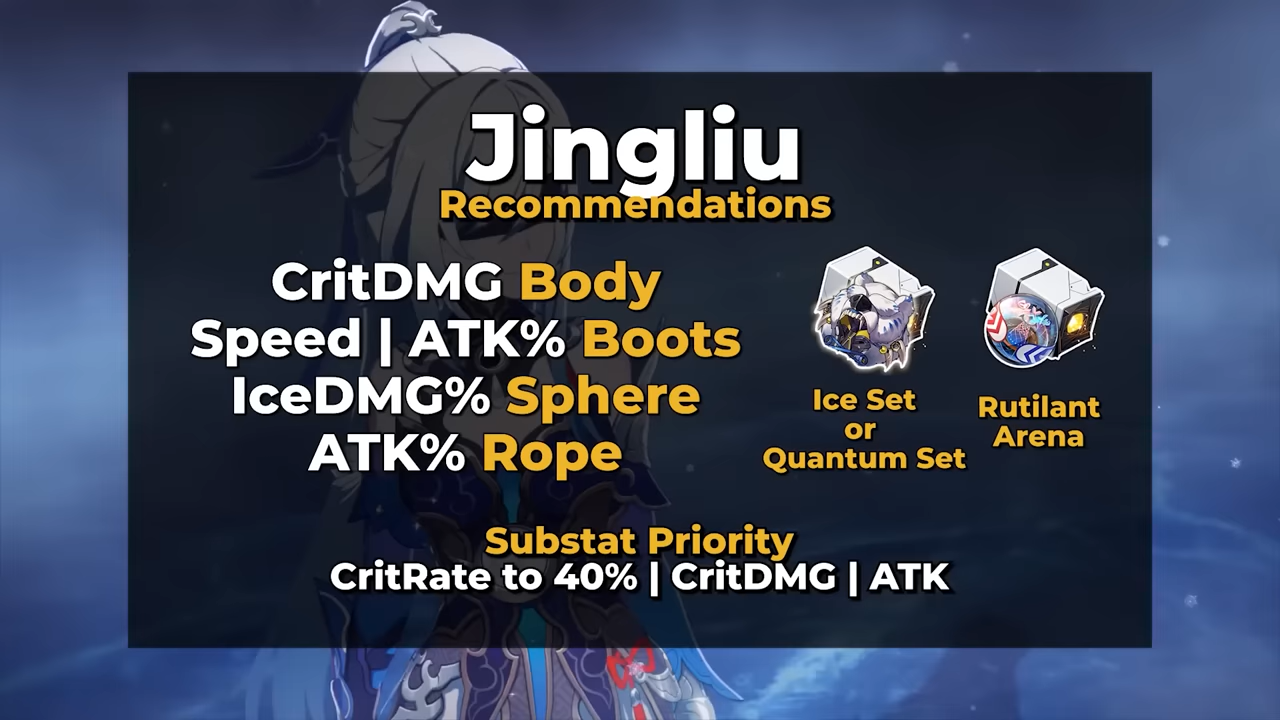 Jingliu
Recommendations
CritDMG Body
Speed | ATK% Boots
IceDMG% Sphere
ATK% Rope
Ice Set
or
Quantum Set
Rutilant
Arena
Substat Priority
CritRate to 40% | CritDMG | ATK